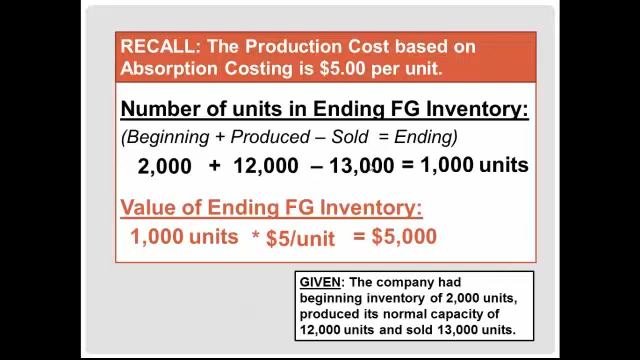 RECALL: The Production Cost based on
Absorption Costing is $5.00 per unit.
Number of units in Ending FG Inventory:
(Beginning + Produced – Sold = Ending)
2,000 + 12,000 – 13,000 = 1,000 units
Value of Ending FG Inventory:
1,000 units * $5/unit = $5,000
GIVEN: The company had
beginning inventory of 2,000 units,
produced its normal capacity of
12,000 units and sold 13,000 units.